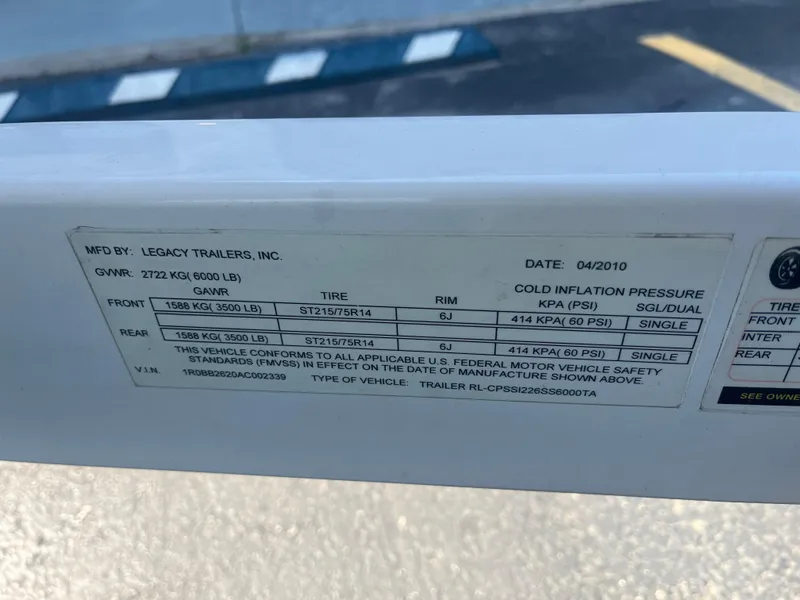 MFD BY: LEGACY TRAILERS, INC. DATE: 04/2010
GVWR: 2722 KG( 6000 LB)
GAWR TIRE RIM COLD INFLATION PRESSURE
KPA (PSI) SGL/DUAL
FRONT 1588 KG( 3500 LB) ST215/75R14 6J 414 KPA( 60 PSI) SINGLE
REAR 1588 KG( 3500 LB) ST215/75R14 6J 414 KPA( 60 PSI) SINGLE
THIS VEHICLE CONFORMS TO ALL APPLICABLE U.S. FEDERAL MOTOR VEHICLE SAFETY
STANDARDS (FMVSS) IN EFFECT ON THE DATE OF MANUFACTURE SHOWN ABOVE.
V.I.N. 1R0BB2620AC002339 TYPE OF VEHICLE: TRAILER RL-CPSSI226SS6000TA
TIRE
FRONT
INTER
REAR
SEE OWNE